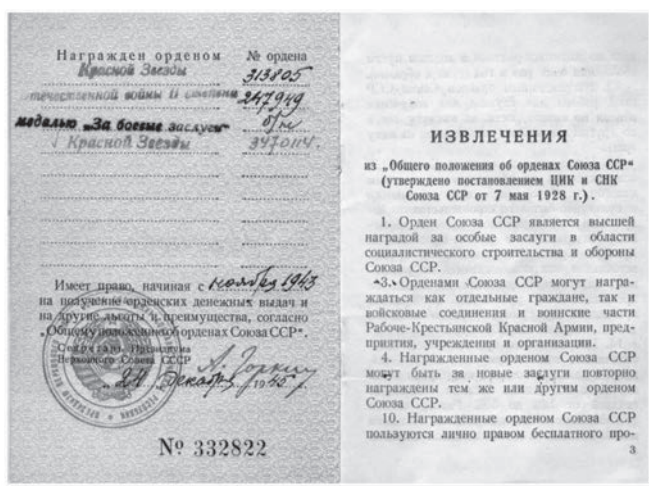 Награжден орденом № ордена
Красной Звезды 313805
Отечественной войны II степени 247949
медалью „За боевые заслуги“ б/н
Красной Звезды 3470114.
Имеет право, начиная с ноября 1943
на получение орденских денежных выдач и
на другие льготы и преимущества, согласно
„Общему положению об орденах Союза ССР“.
Секретарь Президиума
Верховного Совета СССР А. Горкин
„24“ декабря 1945 г.
№ 332822
ИЗВЛЕЧЕНИЯ
из „Общего положения об орденах Союза ССР“
(утверждено постановлением ЦИК и СНК
Союза ССР от 7 мая 1928 г.).
1. Орден Союза ССР является высшей
наградой за особые заслуги в области
социалистического строительства и обороны
Союза ССР.
3. Орденами Союза ССР могут награ-
ждаться как отдельные граждане, так и
войсковые соединения и воинские части
Рабоче-Крестьянской Красной Армии, пред-
приятия, учреждения и организации.
4. Награжденные орденом Союза ССР
могут быть за новые заслуги повторно
награждены тем же или другим орденом
Союза ССР.
10. Награжденные орденом Союза ССР
пользуются лично правом бесплатного про-
3